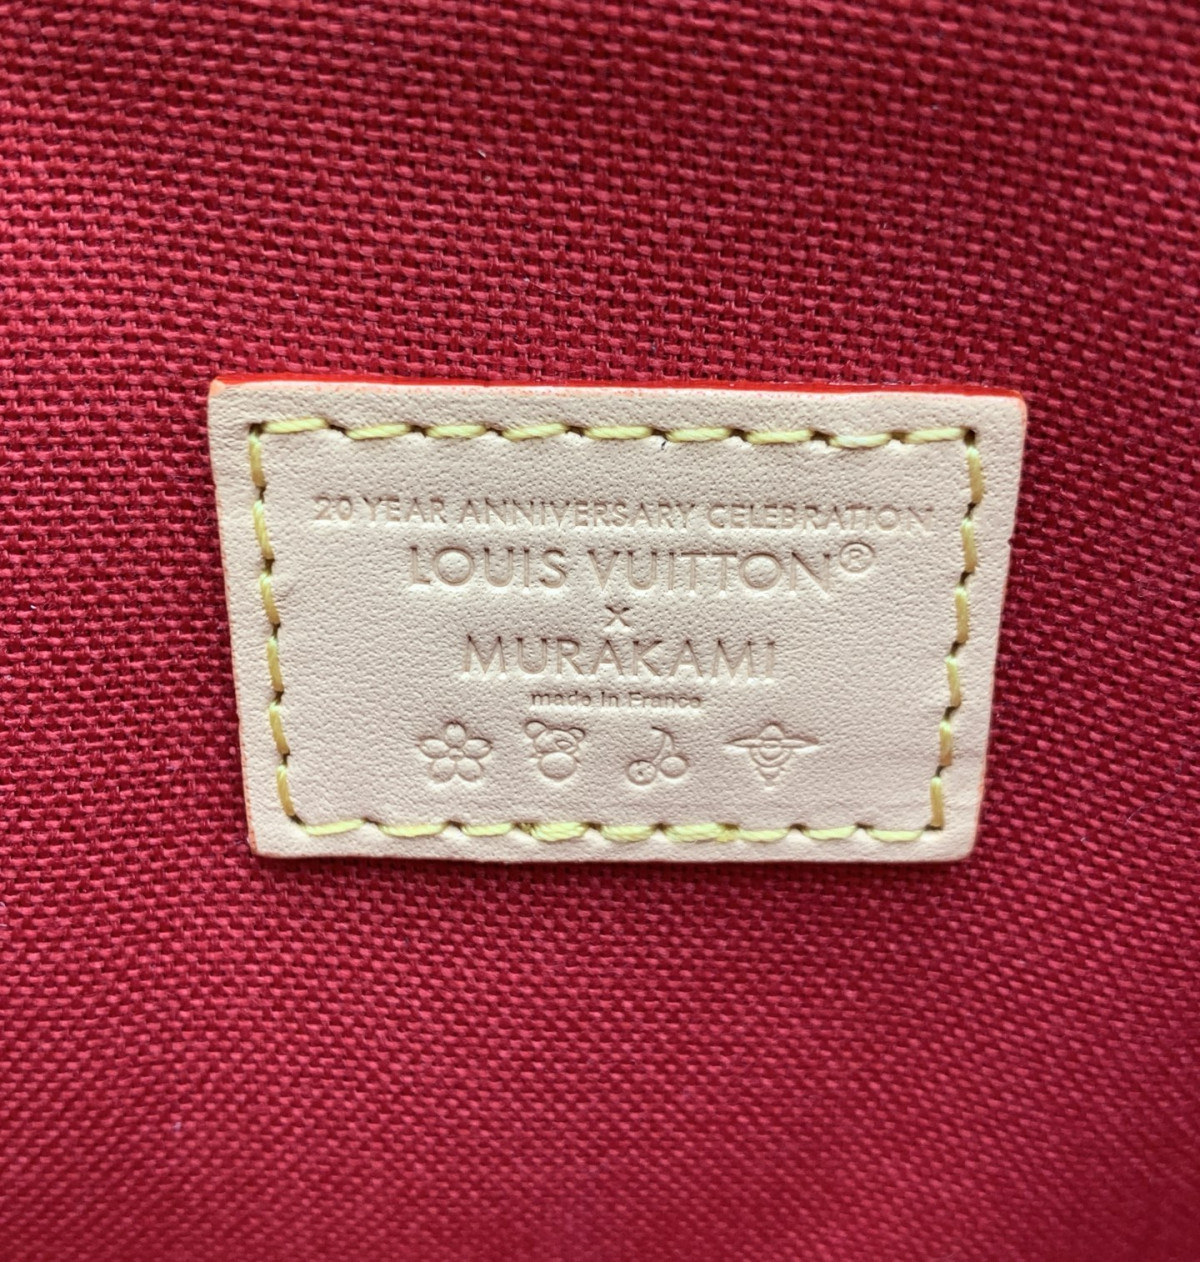 20 YEAR ANNIVERSARY CELEBRATION
LOUIS VUITTON®
x
MURAKAMI
made in France